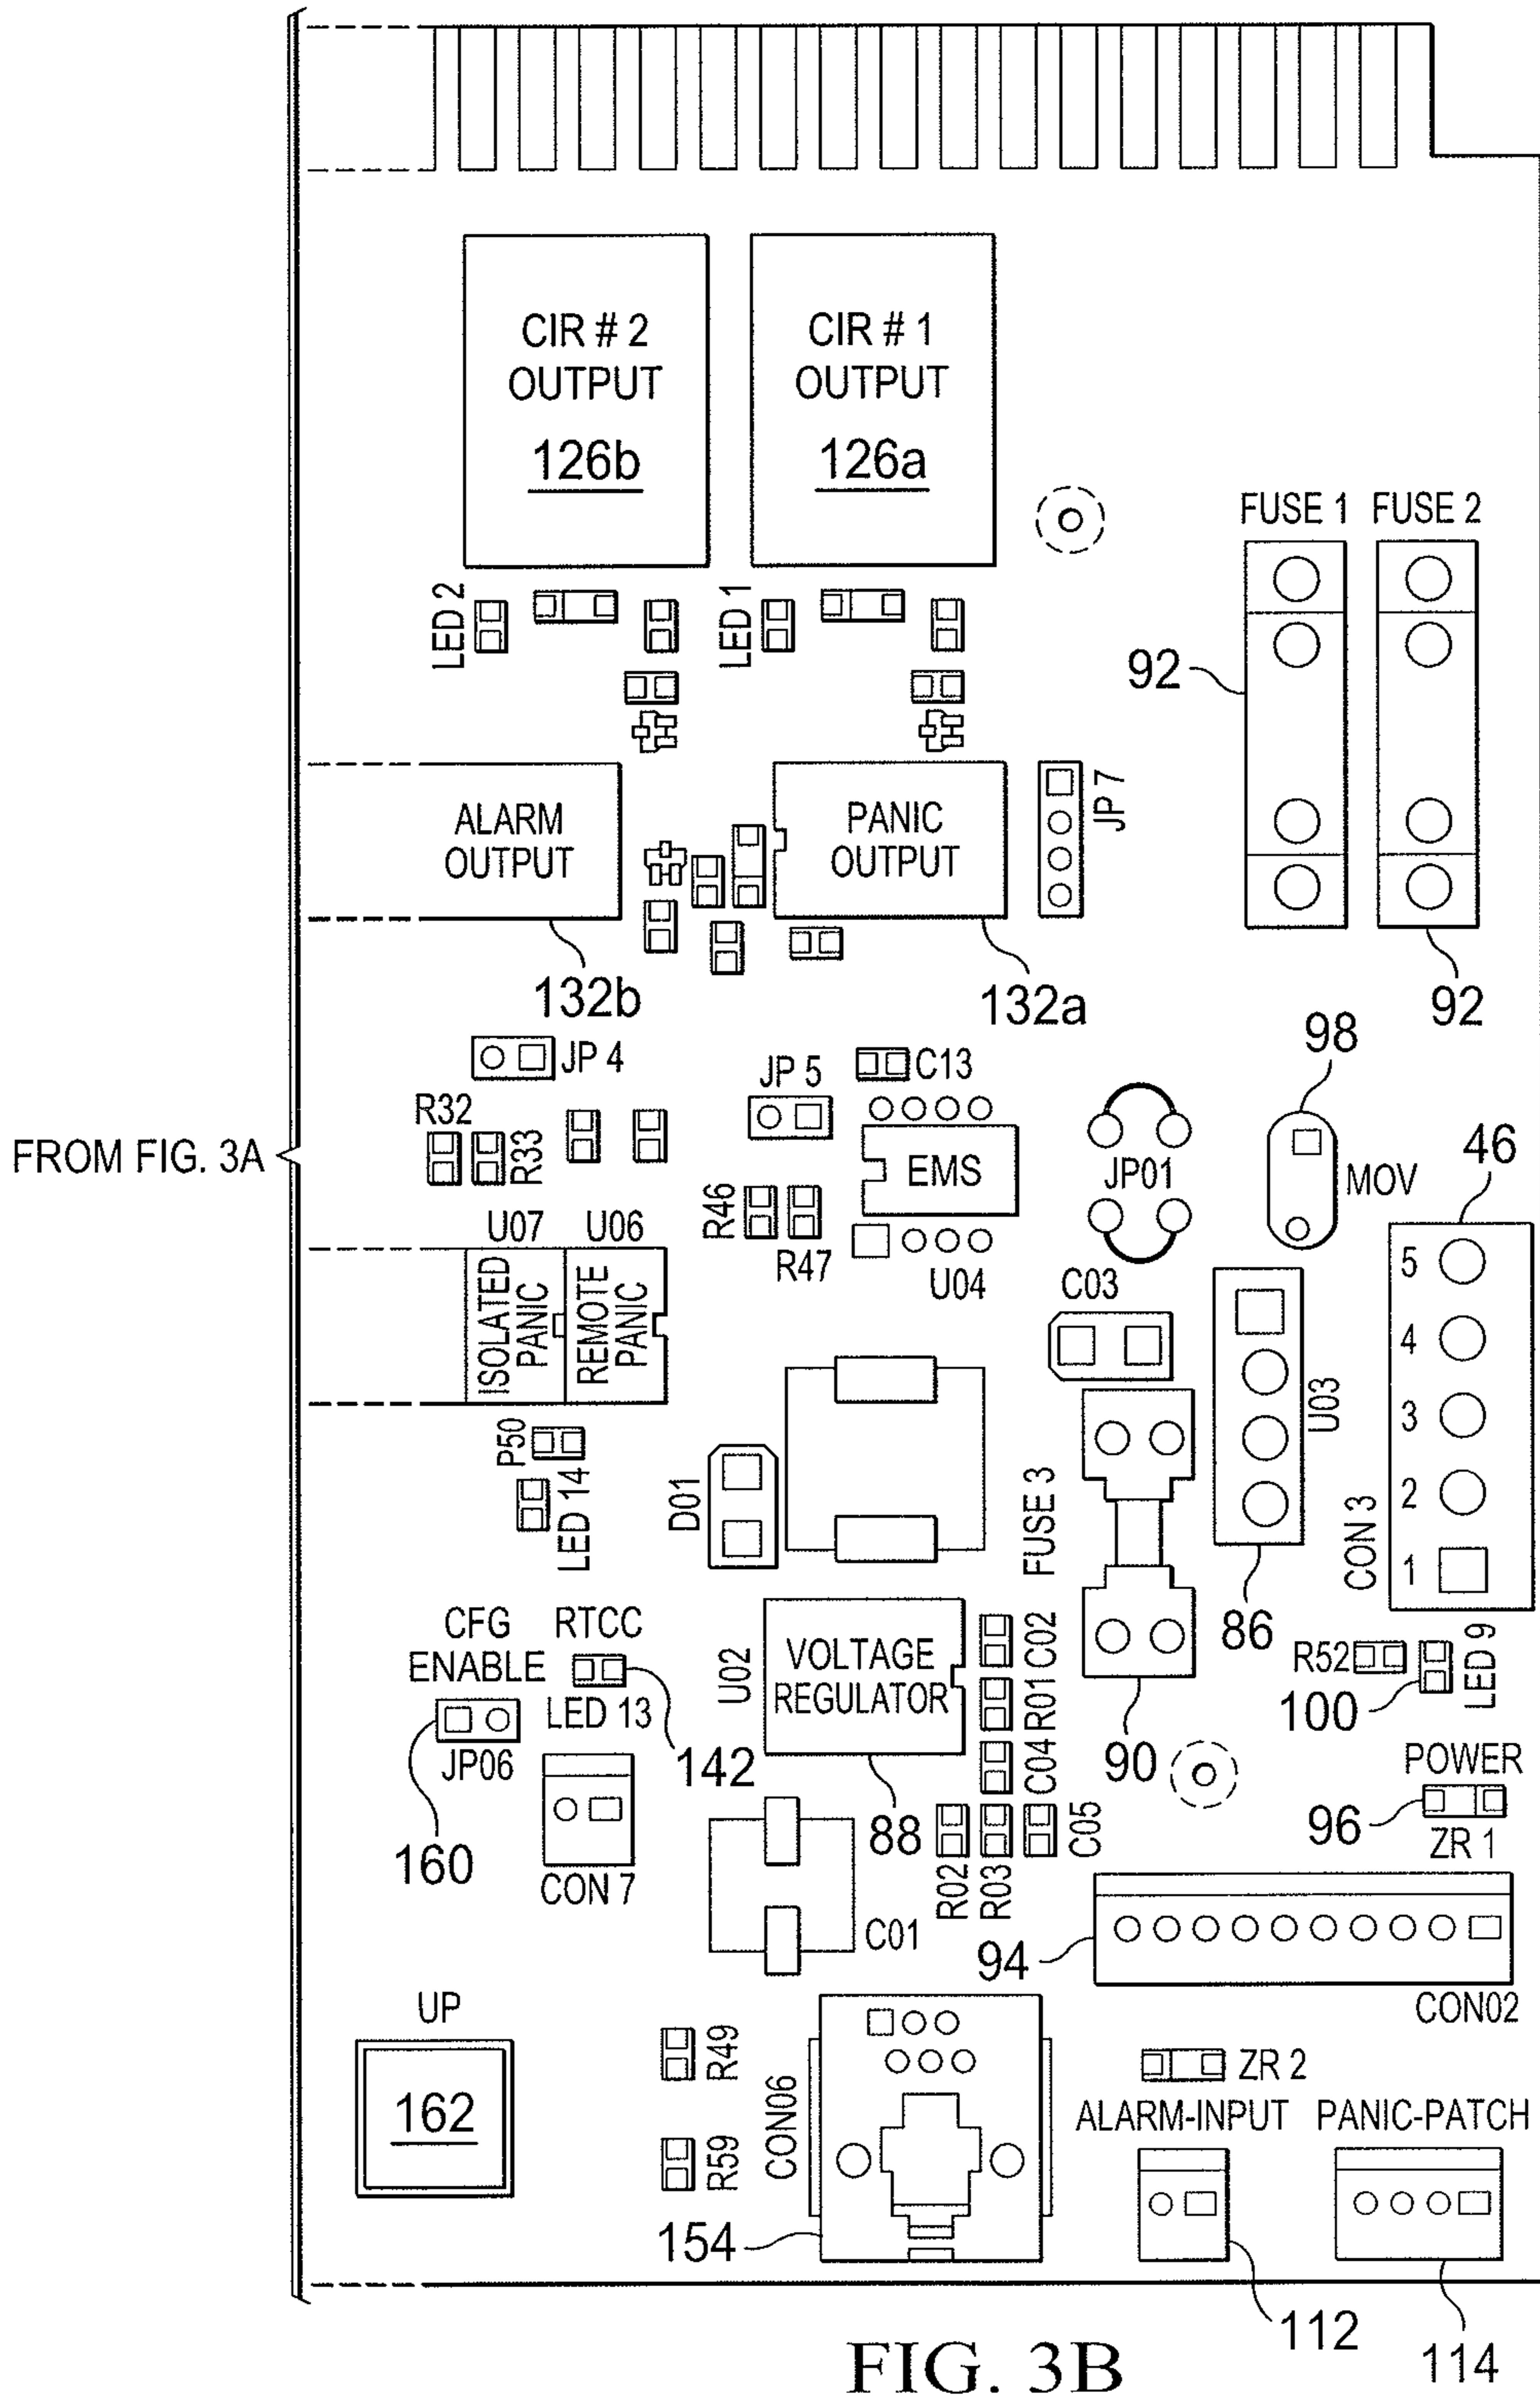 CIR # 2
OUTPUT
126b
CIR # 1
OUTPUT
126a
FUSE 1
FUSE 2
LED 2
LED 1
92
ALARM
OUTPUT
PANIC
OUTPUT
JP 7
132b
132a
92
98
JP 4
JP 5
C13
R32
R33
FROM FIG. 3A
EMS
JP01
MOV
46
R46
R47
U04
U07
U06
ISOLATED
PANIC
REMOTE
PANIC
C03
5
4
3
2
1
U03
CON 3
P50
LED 14
D01
FUSE 3
86
CFG
ENABLE
RTCC
LED 13
JP06
142
U02
VOLTAGE
REGULATOR
C02
R01
C04
90
R52
LED 9
100
POWER
96
ZR 1
160
CON 7
88
R02
R03
C05
C01
94
CON02
UP
162
R49
R59
CON06
154
ZR 2
ALARM-INPUT
PANIC-PATCH
112
114
FIG. 3B